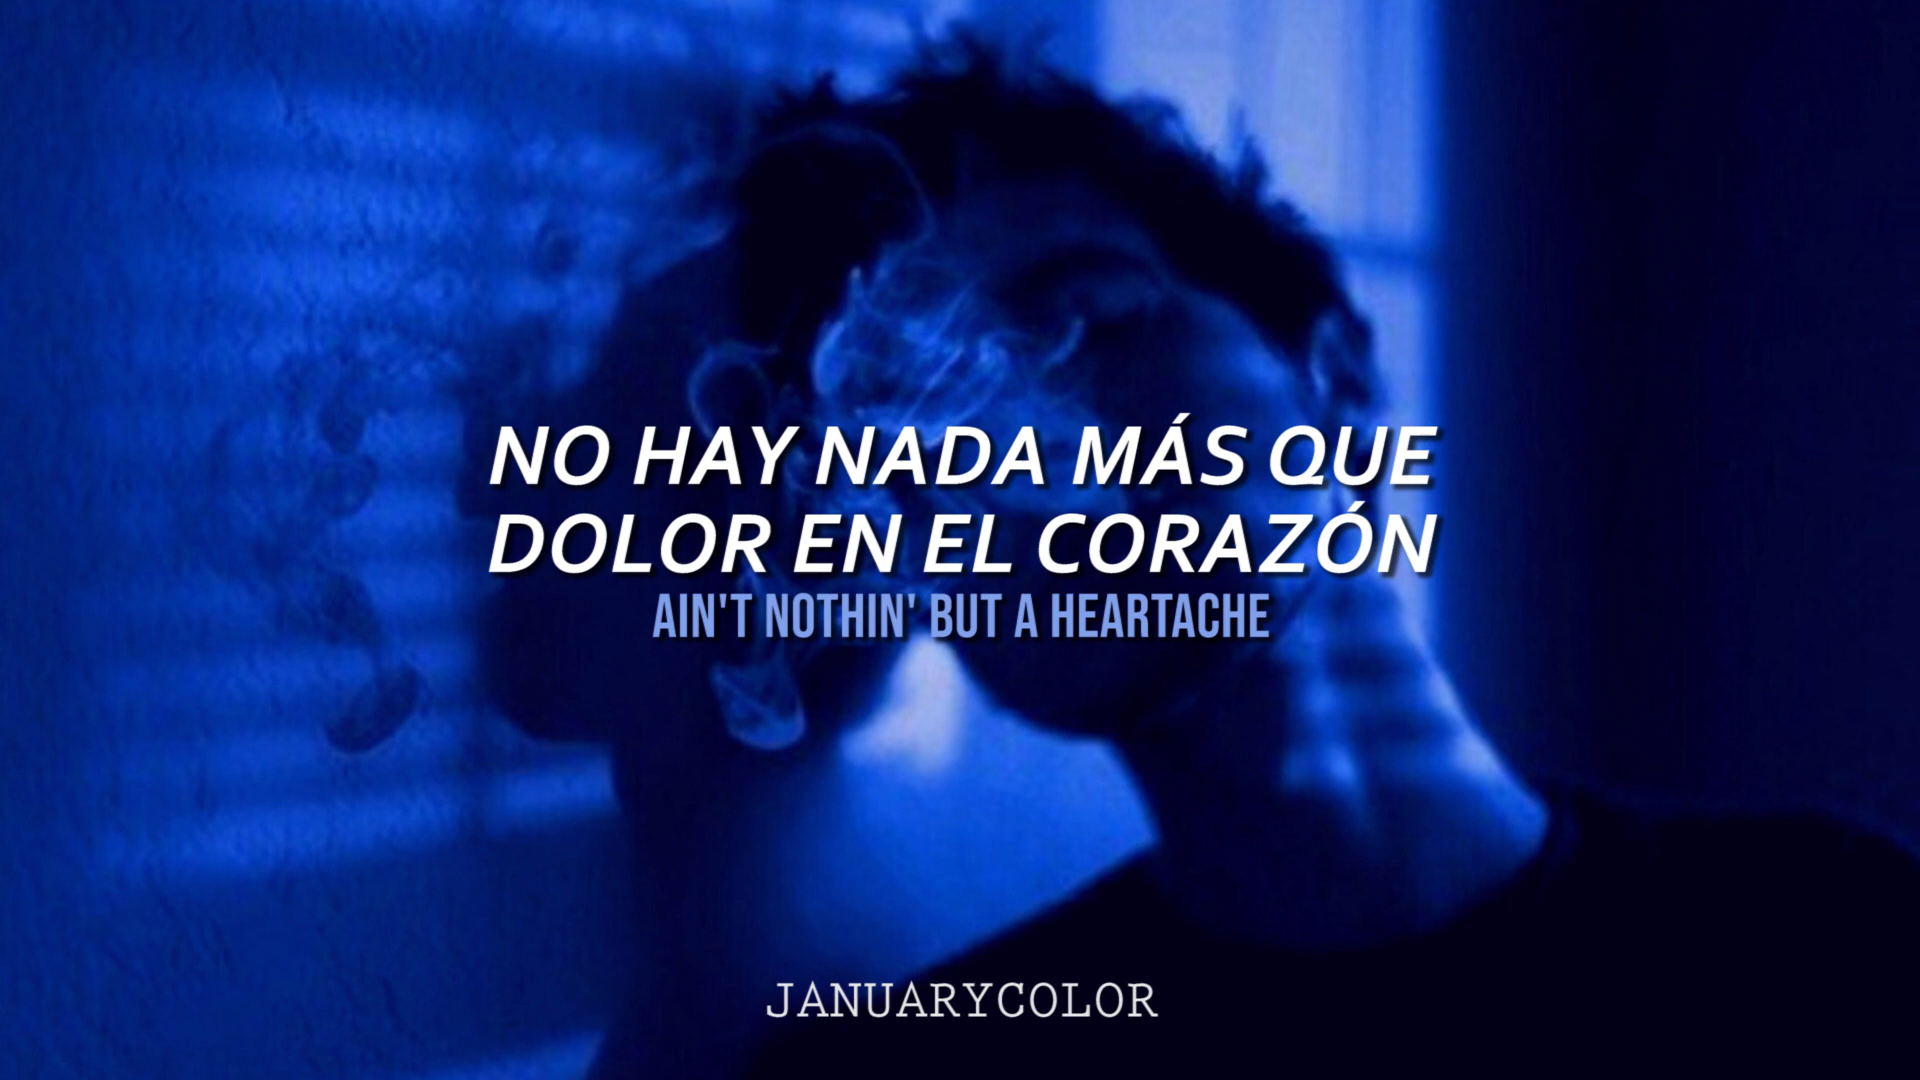 NO HAY NADA MÁS QUE
DOLOR EN EL CORAZÓN
AIN'T NOTHIN' BUT A HEARTACHE
JANUARYCOLOR